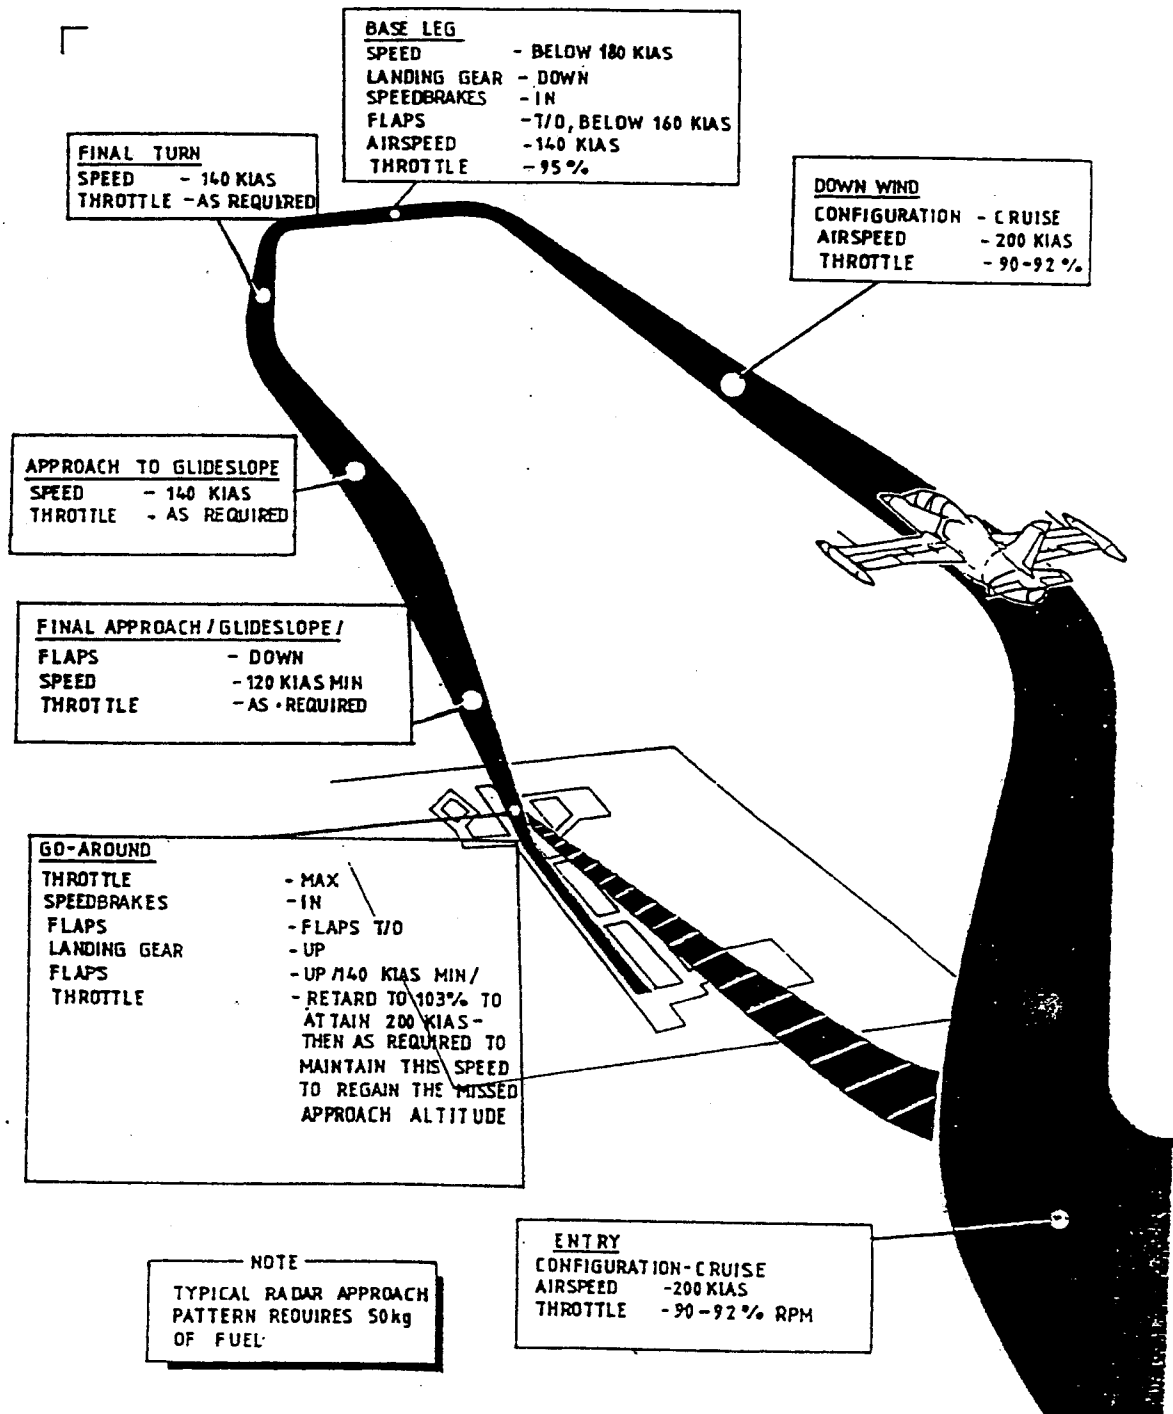 BASE LEG
SPEED - BELOW 180 KIAS
LANDING GEAR - DOWN
SPEEDBRAKES - IN
FLAPS - T/O, BELOW 160 KIAS
AIRSPEED - 140 KIAS
THROTTLE - 95%
FINAL TURN
SPEED - 140 KIAS
THROTTLE - AS REQUIRED
DOWN WIND
CONFIGURATION - CRUISE
AIRSPEED - 200 KIAS
THROTTLE - 90-92%
APPROACH TO GLIDESLOPE
SPEED - 140 KIAS
THROTTLE - AS REQUIRED
FINAL APPROACH /GLIDESLOPE/
FLAPS - DOWN
SPEED - 120 KIAS MIN
THROTTLE - AS REQUIRED
GO-AROUND
THROTTLE - MAX
SPEEDBRAKES - IN
FLAPS - FLAPS T/O
LANDING GEAR - UP
FLAPS - UP /140 KIAS MIN/
THROTTLE - RETARD TO 103% TO
ATTAIN 200 KIAS -
THEN AS REQUIRED TO
MAINTAIN THIS SPEED
TO REGAIN THE MISSED
APPROACH ALTITUDE
ENTRY
CONFIGURATION - CRUISE
AIRSPEED - 200 KIAS
THROTTLE - 90-92% RPM
NOTE
TYPICAL RADAR APPROACH
PATTERN REQUIRES 50kg
OF FUEL